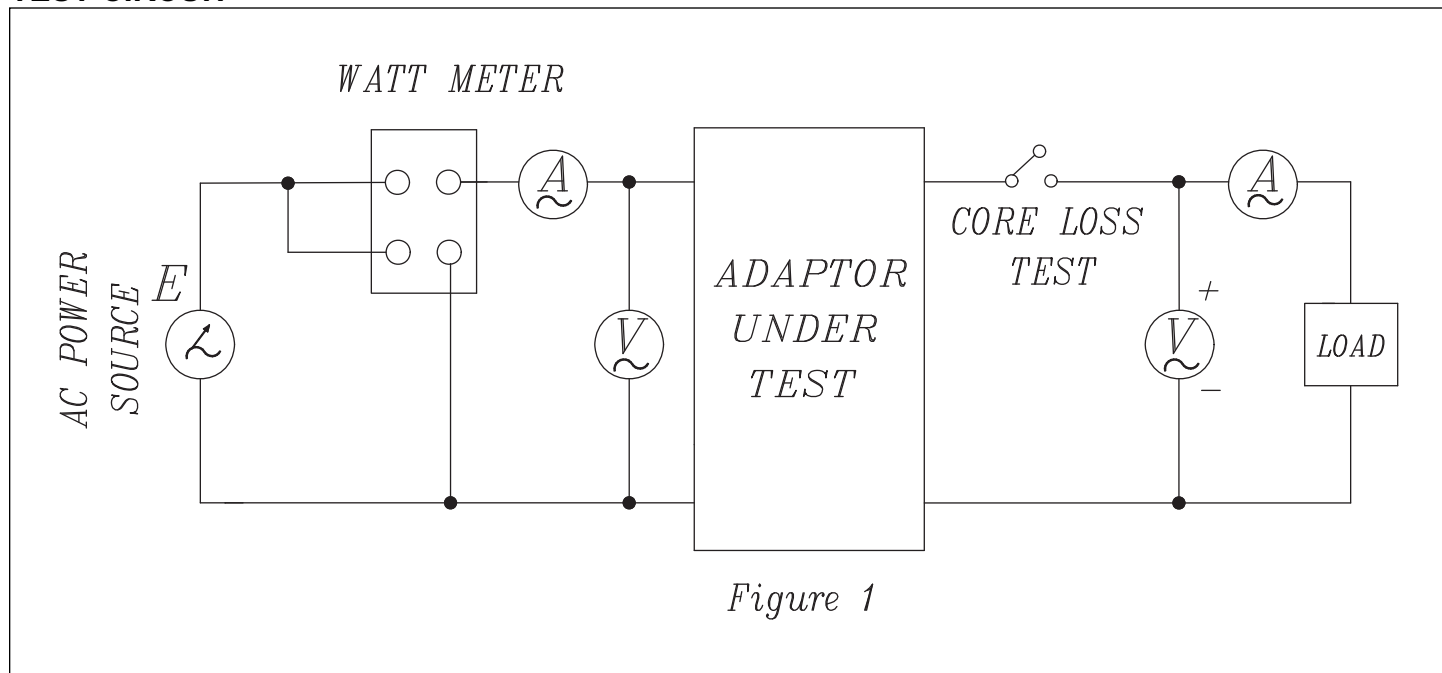 WATT METER
A
A
CORE LOSS
TEST
AC POWER
SOURCE
E
V
ADAPTOR
UNDER
TEST
+
V
-
LOAD
Figure 1